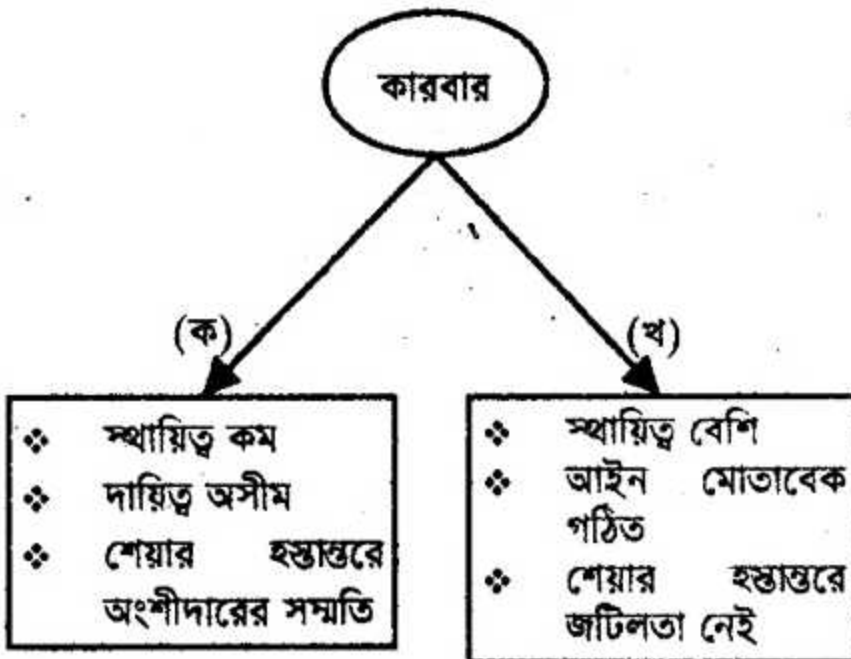 কারবার
(ক)
(খ)
❖ স্থায়িত্ব কম
❖ দায়িত্ব অসীম
❖ শেয়ার হস্তান্তরে
অংশীদারের সম্মতি
❖ স্থায়িত্ব বেশি
❖ আইন মোতাবেক
গঠিত
❖ শেয়ার হস্তান্তরে
জটিলতা নেই